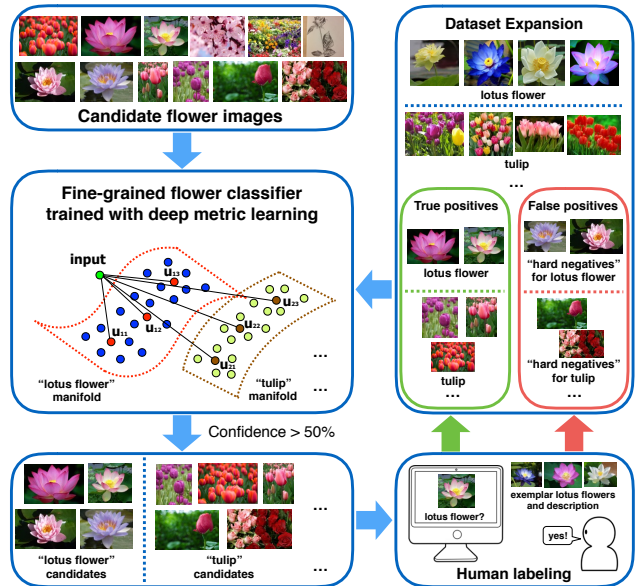 Candidate flower images
Fine-grained flower classifier
trained with deep metric learning
input
u13
u23
u12
u22
u11
u21
"lotus flower"
manifold
"tulip"
manifold
...
...
Confidence > 50%
"lotus flower"
candidates
"tulip"
candidates
...
...
Dataset Expansion
lotus flower
tulip
...
True positives
lotus flower
tulip
...
False positives
"hard negatives"
for lotus flower
"hard negatives"
for tulip
...
lotus flower?
exemplar lotus flowers
and description
yes!
Human labeling